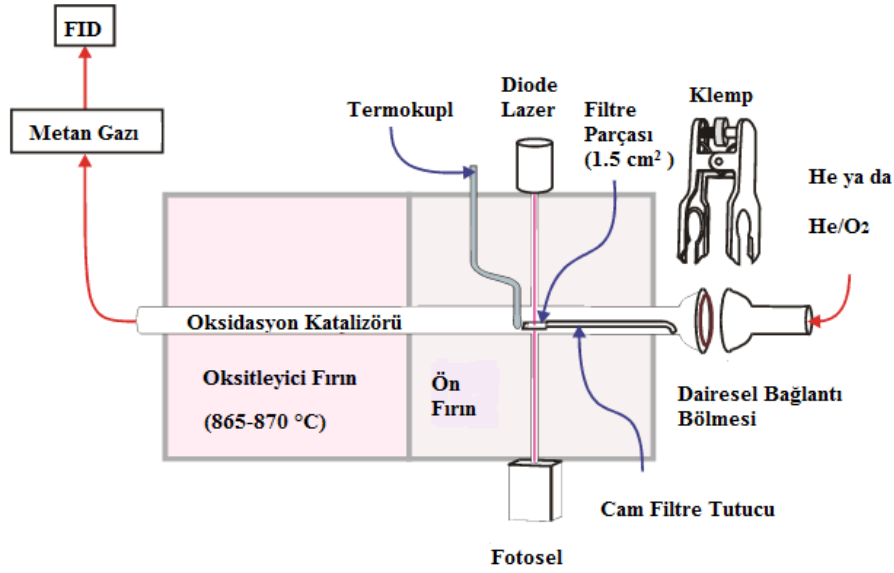 FID
Metan Gazı
Termokupl
Diode
Lazer
Filtre
Parçası
(1.5 cm² )
Klemp
He ya da
He/O₂
Oksidasyon Katalizörü
Oksitleyici Fırın
(865-870 °C)
Ön
Fırın
Dairesel Bağlantı
Bölmesi
Cam Filtre Tutucu
Fotosel